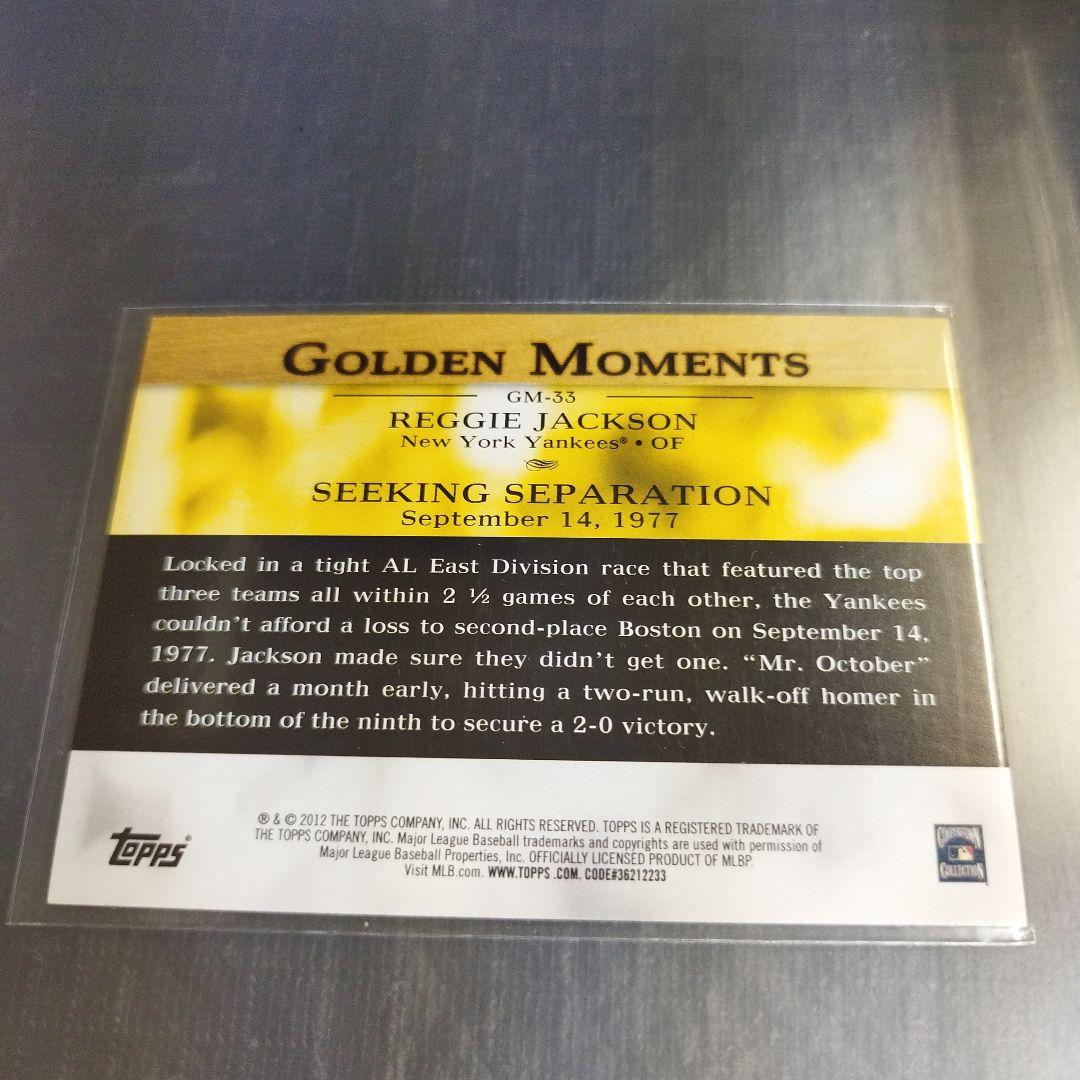 GOLDEN MOMENTS
GM-33
REGGIE JACKSON
New York Yankees® • OF
SEEKING SEPARATION
September 14, 1977
Locked in a tight AL East Division race that featured the top
three teams all within 2 ½ games of each other, the Yankees
couldn't afford a loss to second-place Boston on September 14,
1977. Jackson made sure they didn't get one. “Mr. October”
delivered a month early, hitting a two-run, walk-off homer in
the bottom of the ninth to secure a 2-0 victory.
® & © 2012 THE TOPPS COMPANY, INC. ALL RIGHTS RESERVED. TOPPS IS A REGISTERED TRADEMARK OF
THE TOPPS COMPANY, INC. Major League Baseball trademarks and copyrights are used with permission of
Major League Baseball Properties, Inc. OFFICIALLY LICENSED PRODUCT OF MLBP.
Visit MLB.com. WWW.TOPPS.COM. CODE#36212233
TOPPS®
COOPERSTOWN
COLLECTION